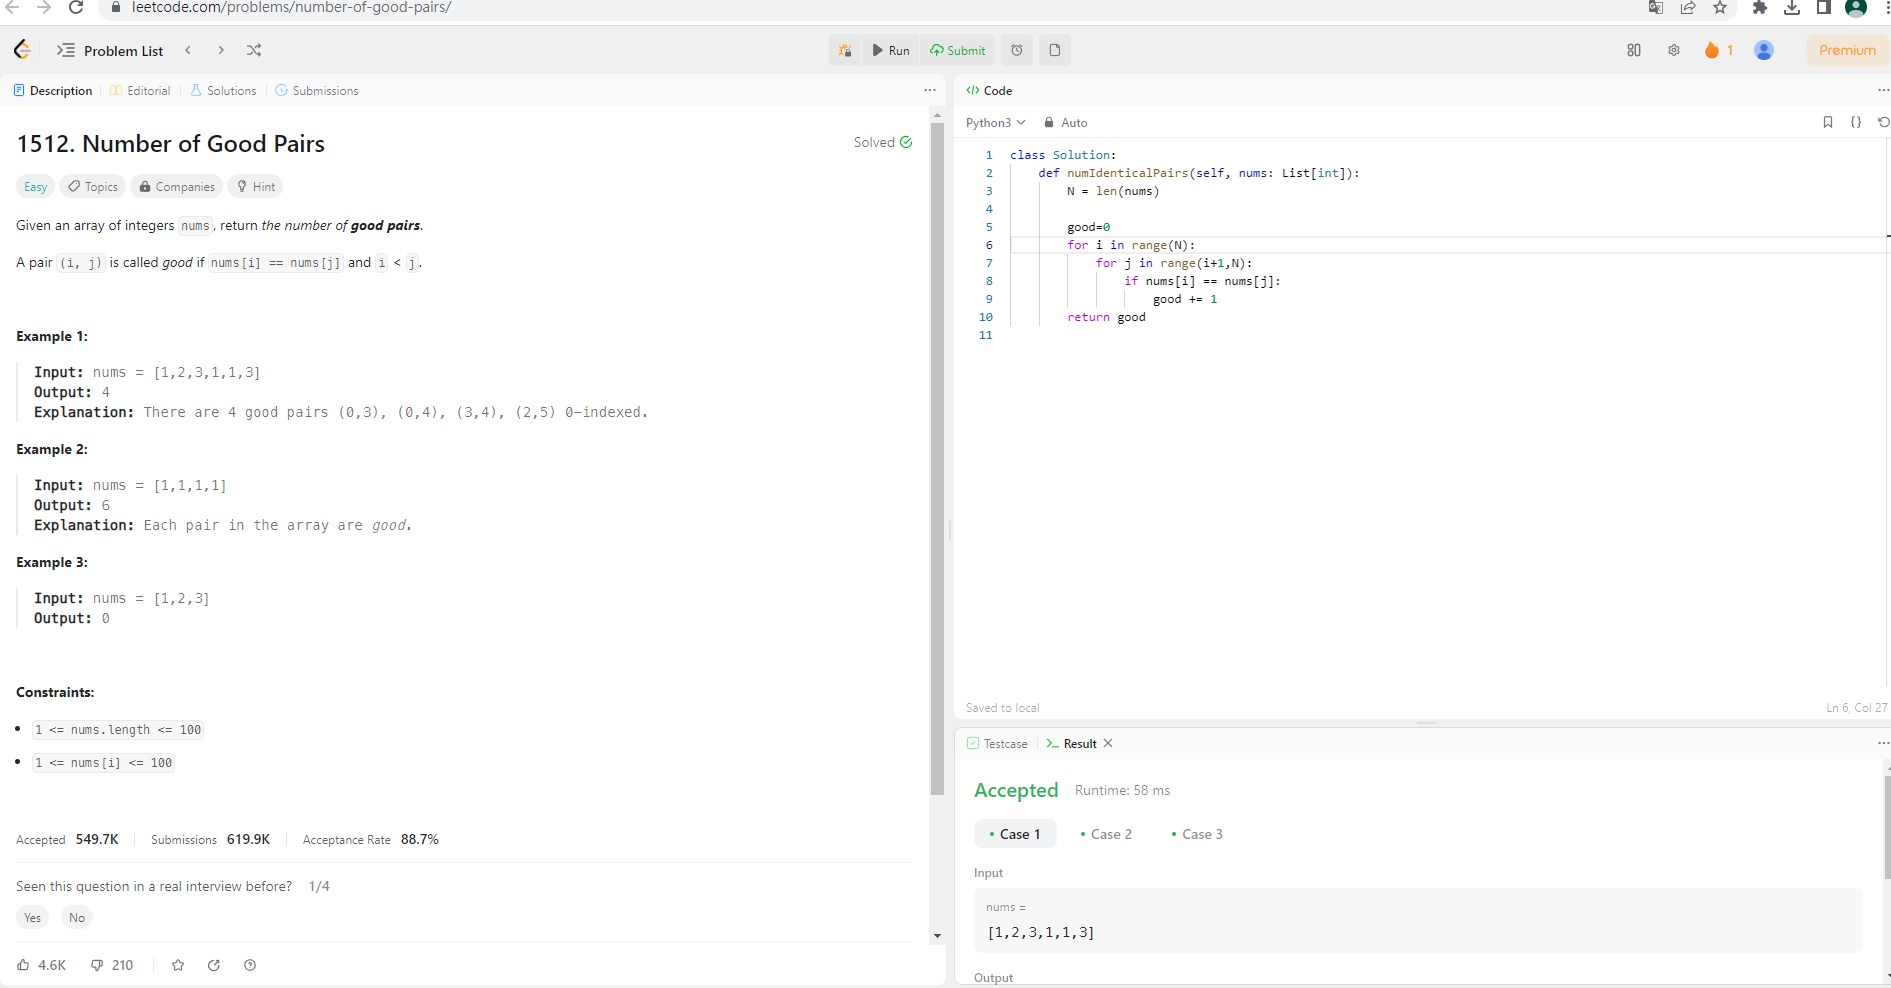 leetcode.com/problems/number-of-good-pairs/
Problem List
Run
Submit
1
Premium
Description
Editorial
Solutions
Submissions
1512. Number of Good Pairs
Solved
Easy
Topics
Companies
Hint
Given an array of integers nums, return the number of good pairs.
A pair (i, j) is called good if nums[i] == nums[j] and i < j.
Example 1:
Input: nums = [1,2,3,1,1,3]
Output: 4
Explanation: There are 4 good pairs (0,3), (0,4), (3,4), (2,5) 0-indexed.
Example 2:
Input: nums = [1,1,1,1]
Output: 6
Explanation: Each pair in the array are good.
Example 3:
Input: nums = [1,2,3]
Output: 0
Constraints:
1 <= nums.length <= 100
1 <= nums[i] <= 100
Accepted 549.7K Submissions 619.9K Acceptance Rate 88.7%
Seen this question in a real interview before? 1/4
Yes No
4.6K 210
Code
Python3 Auto
1 class Solution:
2     def numIdenticalPairs(self, nums: List[int]):
3         N = len(nums)
4
5         good=0
6         for i in range(N):
7             for j in range(i+1,N):
8                 if nums[i] == nums[j]:
9                     good += 1
10         return good
11
Saved to local
Ln 6, Col 27
Testcase
Result
Accepted Runtime: 58 ms
• Case 1 • Case 2 • Case 3
Input
nums =
[1,2,3,1,1,3]
Output